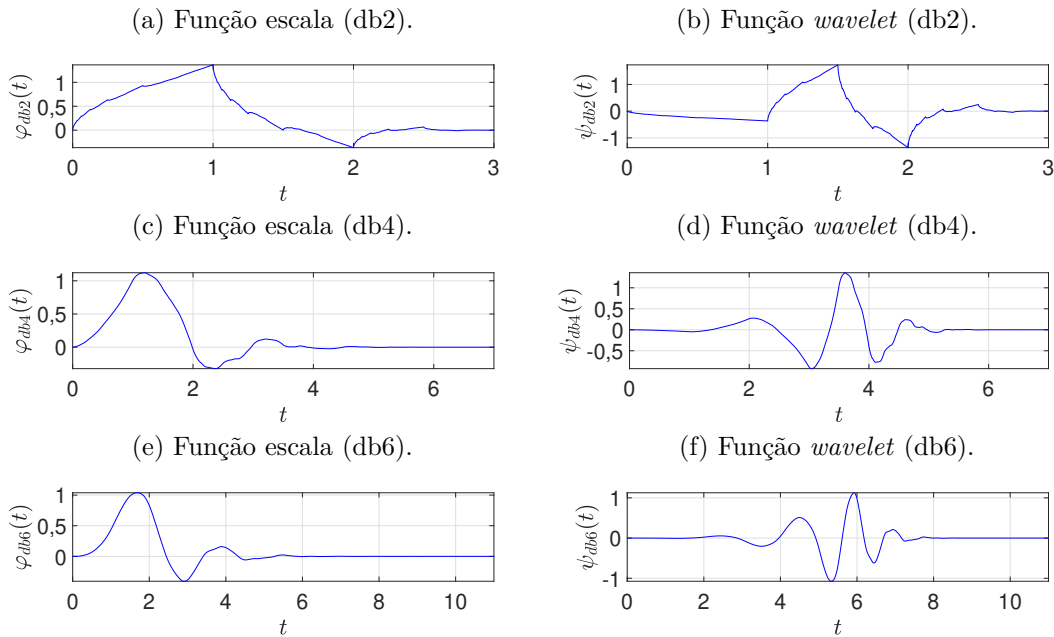 (a) Função escala (db2).
φdb2(t)
1
0,5
0
0 1 2 3
t
(b) Função wavelet (db2).
ψdb2(t)
1
0
-1
0 1 2 3
t
(c) Função escala (db4).
φdb4(t)
1
0,5
0
0 2 4 6
t
(d) Função wavelet (db4).
ψdb4(t)
1
0,5
0
-0,5
0 2 4 6
t
(e) Função escala (db6).
φdb6(t)
1
0,5
0
0 2 4 6 8 10
t
(f) Função wavelet (db6).
ψdb6(t)
1
0
-1
0 2 4 6 8 10
t